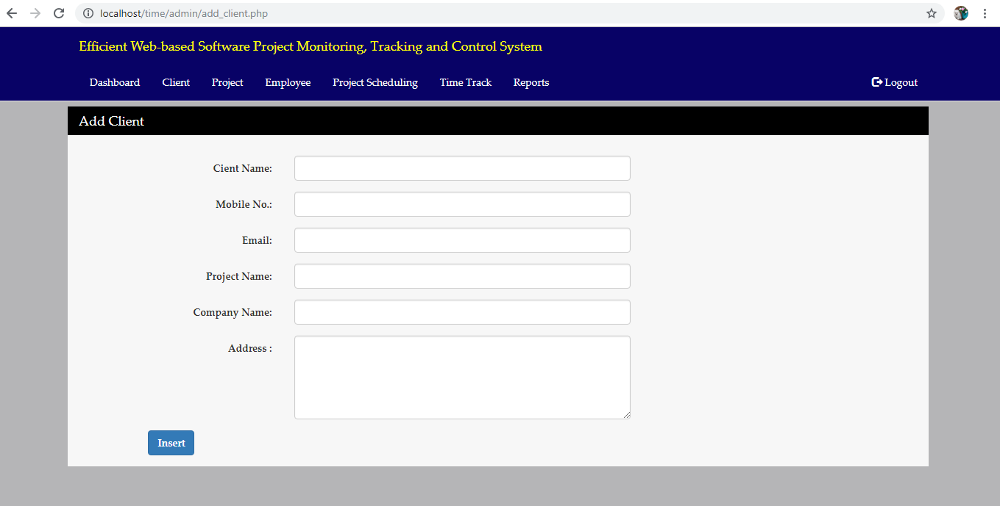 localhost/time/admin/add_client.php
Efficient Web-based Software Project Monitoring, Tracking and Control System
Dashboard Client Project Employee Project Scheduling Time Track Reports Logout
Add Client
Cient Name:
Mobile No.:
Email:
Project Name:
Company Name:
Address :
Insert